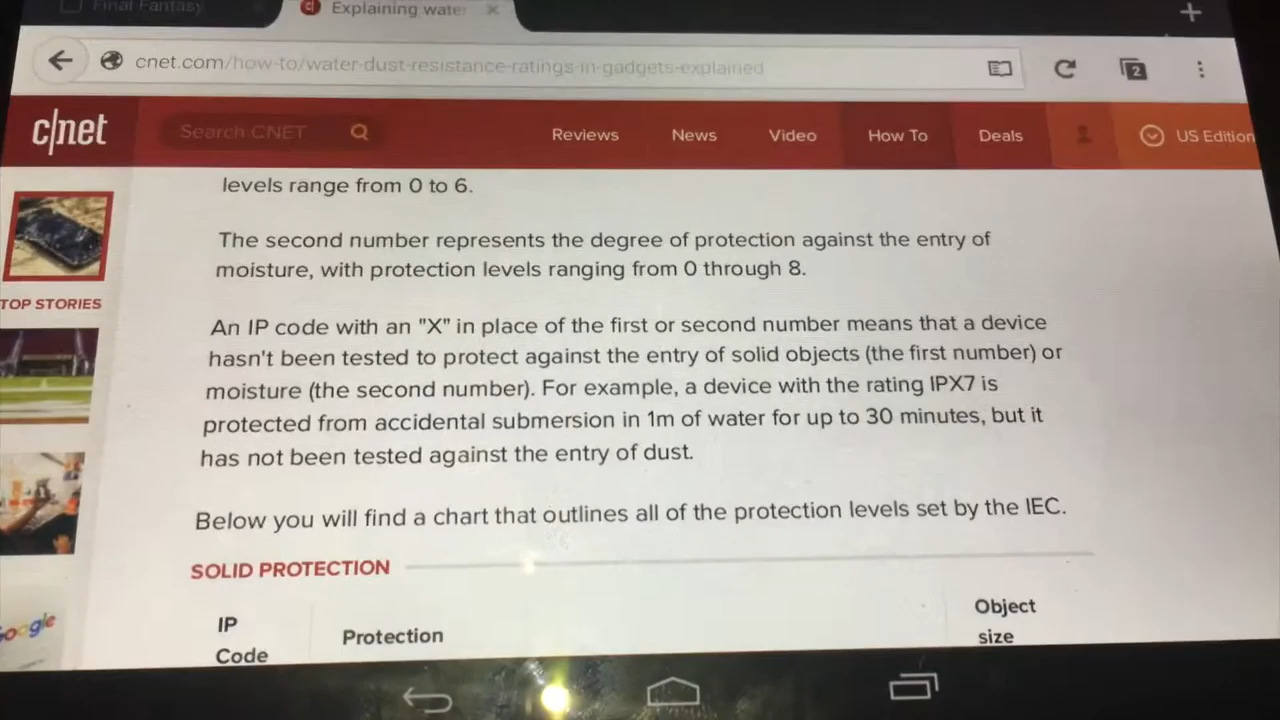 Final Fantasy
Explaining water
cnet.com/how-to/water-dust-resistance-ratings-in-gadgets-explained
2
c|net
Search CNET
Reviews
News
Video
How To
Deals
US Edition
levels range from 0 to 6.
The second number represents the degree of protection against the entry of
moisture, with protection levels ranging from 0 through 8.
TOP STORIES
An IP code with an "X" in place of the first or second number means that a device
hasn't been tested to protect against the entry of solid objects (the first number) or
moisture (the second number). For example, a device with the rating IPX7 is
protected from accidental submersion in 1m of water for up to 30 minutes, but it
has not been tested against the entry of dust.
Below you will find a chart that outlines all of the protection levels set by the IEC.
SOLID PROTECTION
IP
Code
Protection
Object
size
Google